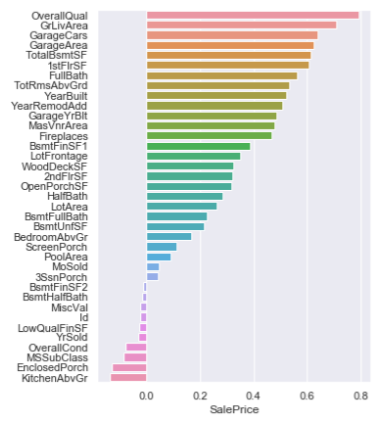 OverallQual
GrLivArea
GarageCars
GarageArea
TotalBsmtSF
1stFlrSF
FullBath
TotRmsAbvGrd
YearBuilt
YearRemodAdd
GarageYrBlt
MasVnrArea
Fireplaces
BsmtFinSF1
LotFrontage
WoodDeckSF
2ndFlrSF
OpenPorchSF
HalfBath
LotArea
BsmtFullBath
BsmtUnfSF
BedroomAbvGr
ScreenPorch
PoolArea
MoSold
3SsnPorch
BsmtFinSF2
BsmtHalfBath
MiscVal
Id
LowQualFinSF
YrSold
OverallCond
MSSubClass
EnclosedPorch
KitchenAbvGr
0.0 0.2 0.4 0.6 0.8
SalePrice